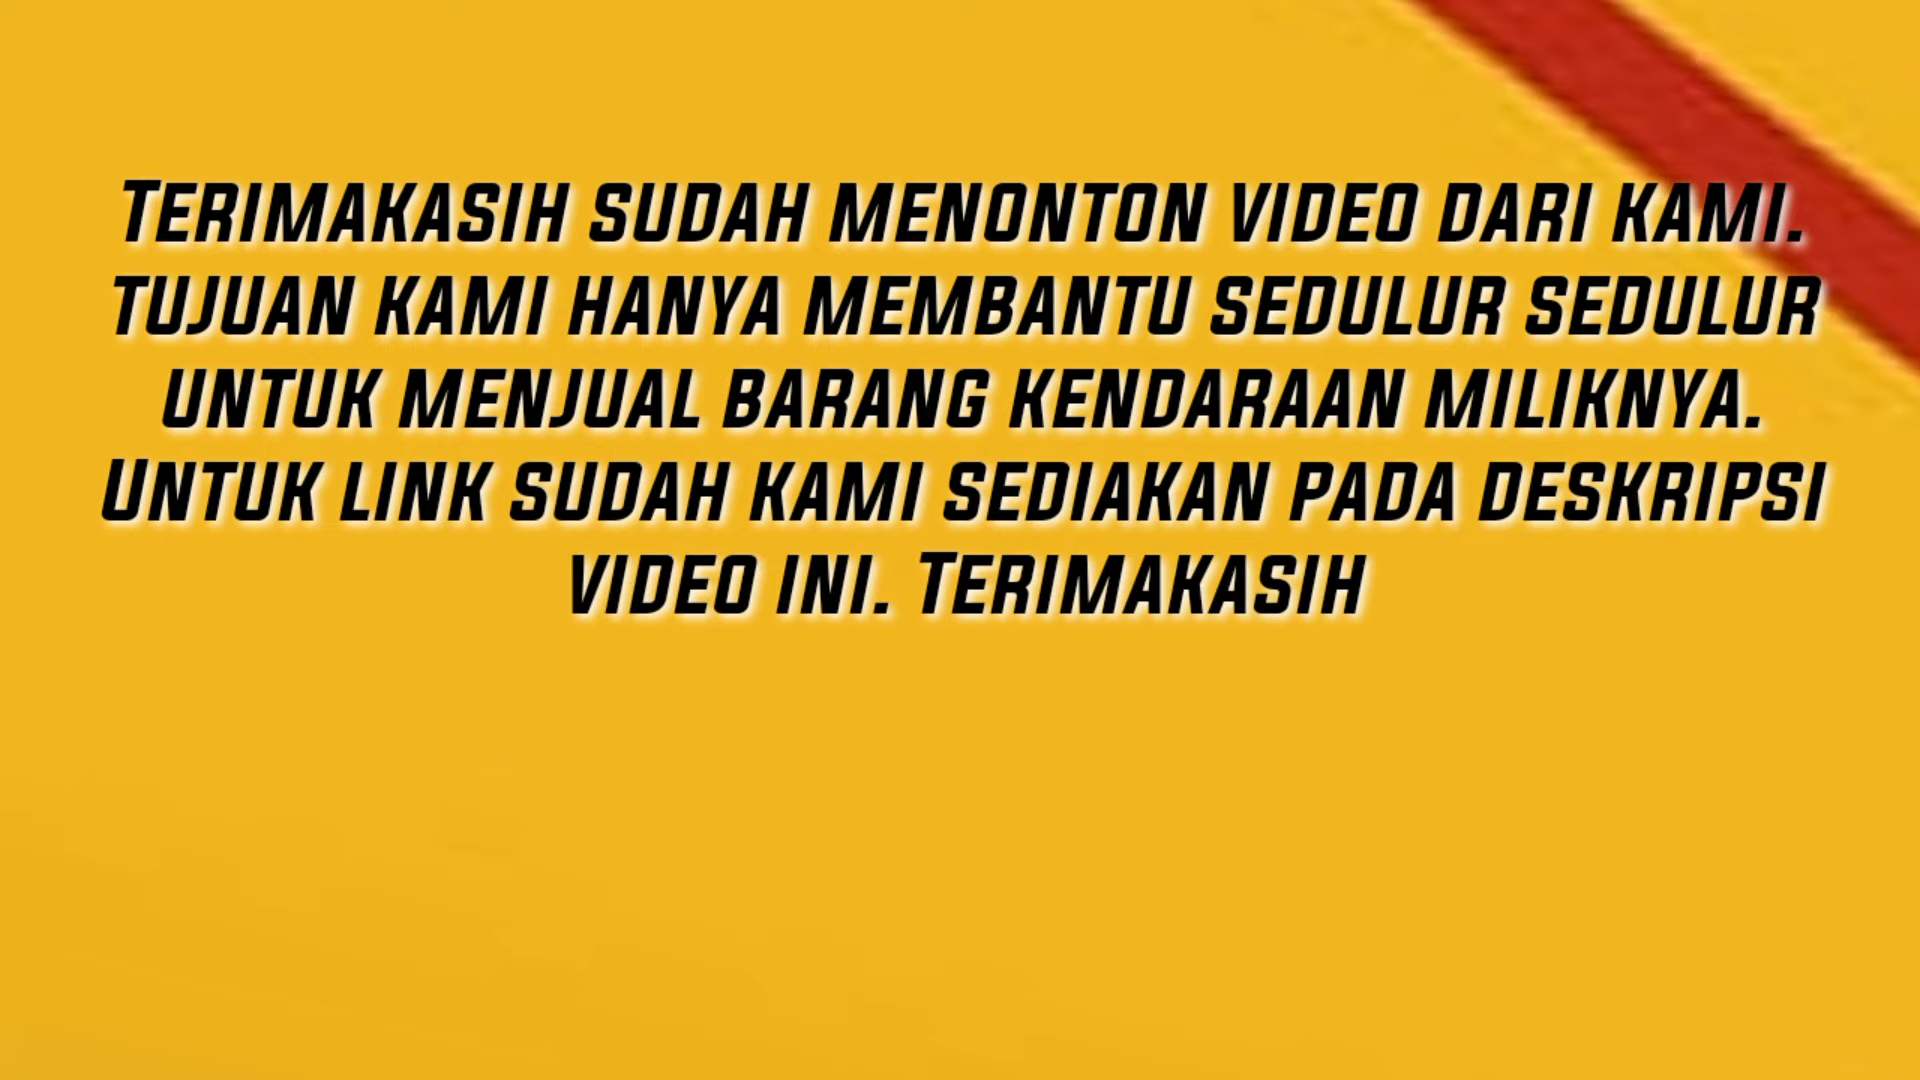 Terimakasih sudah menonton video dari kami.
tujuan kami hanya membantu sedulur sedulur
untuk menjual barang kendaraan miliknya.
Untuk link sudah kami sediakan pada deskripsi
video ini. Terimakasih